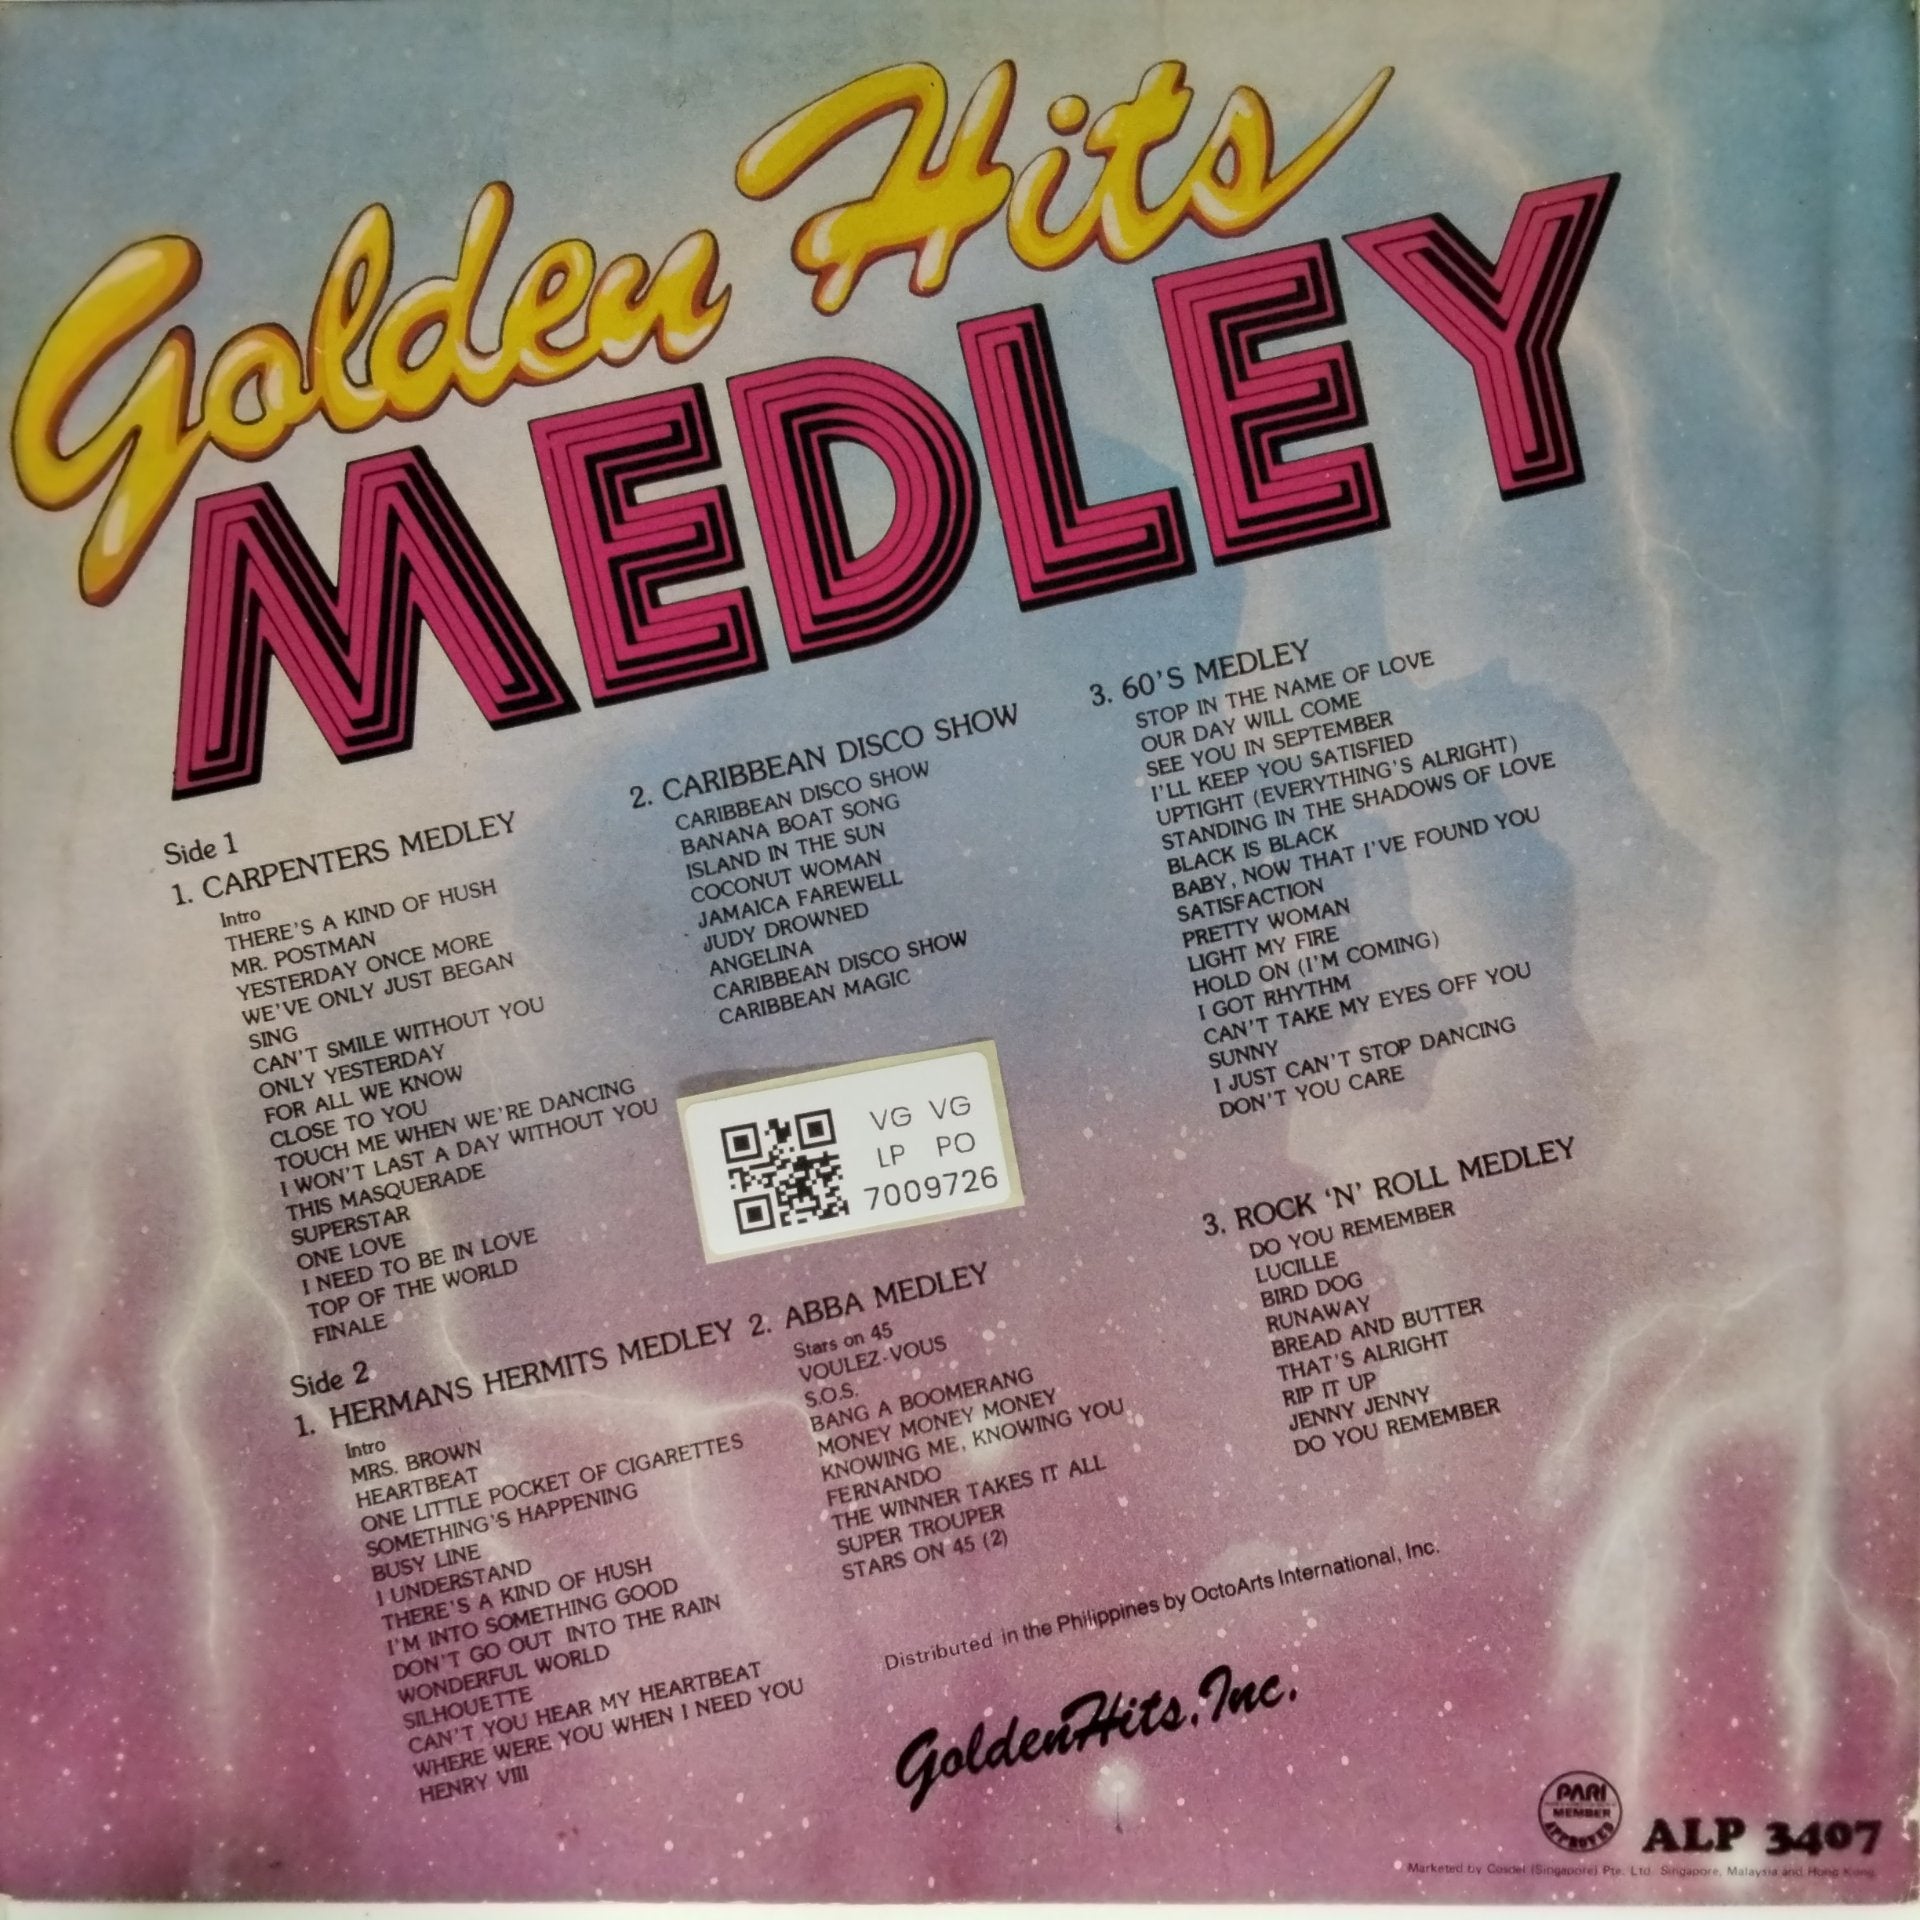 Golden Hits
MEDLEY
Side 1
1. CARPENTERS MEDLEY
Intro
THERE'S A KIND OF HUSH
MR. POSTMAN
YESTERDAY ONCE MORE
WE'VE ONLY JUST BEGAN
SING
CAN'T SMILE WITHOUT YOU
ONLY YESTERDAY
FOR ALL WE KNOW
CLOSE TO YOU
TOUCH ME WHEN WE'RE DANCING
I WON'T LAST A DAY WITHOUT YOU
THIS MASQUERADE
SUPERSTAR
ONE LOVE
I NEED TO BE IN LOVE
TOP OF THE WORLD
FINALE
2. CARIBBEAN DISCO SHOW
CARIBBEAN DISCO SHOW
BANANA BOAT SONG
ISLAND IN THE SUN
COCONUT WOMAN
JAMAICA FAREWELL
JUDY DROWNED
ANGELINA
CARIBBEAN DISCO SHOW
CARIBBEAN MAGIC
3. 60'S MEDLEY
STOP IN THE NAME OF LOVE
OUR DAY WILL COME
SEE YOU IN SEPTEMBER
I'LL KEEP YOU SATISFIED
UPTIGHT (EVERYTHING'S ALRIGHT)
STANDING IN THE SHADOWS OF LOVE
BLACK IS BLACK
BABY, NOW THAT I'VE FOUND YOU
SATISFACTION
PRETTY WOMAN
LIGHT MY FIRE
HOLD ON (I'M COMING)
I GOT RHYTHM
CAN'T TAKE MY EYES OFF YOU
SUNNY
I JUST CAN'T STOP DANCING
DON'T YOU CARE
VG VG
LP PO
7009726
Side 2
1. HERMANS HERMITS MEDLEY
Intro
MRS. BROWN
HEARTBEAT
ONE LITTLE POCKET OF CIGARETTES
SOMETHING'S HAPPENING
BUSY LINE
I UNDERSTAND
THERE'S A KIND OF HUSH
I'M INTO SOMETHING GOOD
DON'T GO OUT INTO THE RAIN
WONDERFUL WORLD
SILHOUETTE
CAN'T YOU HEAR MY HEARTBEAT
WHERE WERE YOU WHEN I NEED YOU
HENRY VIII
2. ABBA MEDLEY
Stars on 45
VOULEZ-VOUS
S.O.S.
BANG A BOOMERANG
MONEY MONEY MONEY
KNOWING ME, KNOWING YOU
FERNANDO
THE WINNER TAKES IT ALL
SUPER TROUPER
STARS ON 45 (2)
3. ROCK 'N' ROLL MEDLEY
DO YOU REMEMBER
LUCILLE
BIRD DOG
RUNAWAY
BREAD AND BUTTER
THAT'S ALRIGHT
RIP IT UP
JENNY JENNY
DO YOU REMEMBER
Distributed in the Philippines by OctoArts International, Inc.
GoldenHits, Inc.
PARI
MEMBER
APPROVED
ALP 3407
Marketed by Cosdel (Singapore) Pte. Ltd. Singapore, Malaysia and Hong Kong.